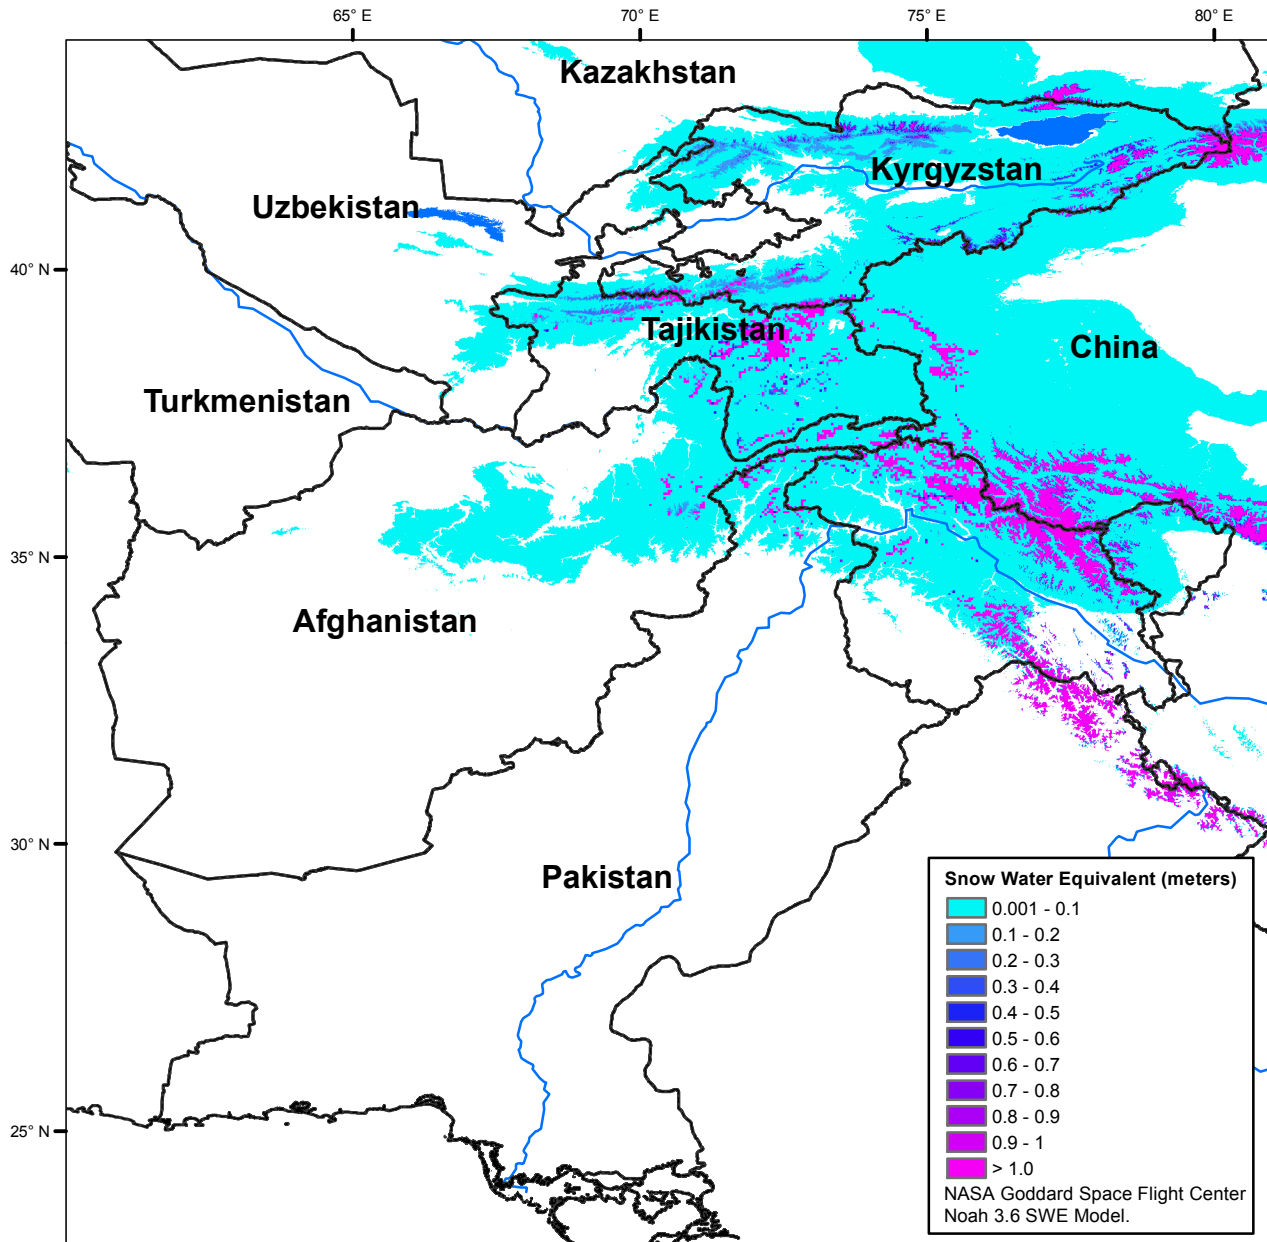 65° E
70° E
75° E
80° E
Kazakhstan
Kyrgyzstan
Uzbekistan
40° N
Tajikistan
China
Turkmenistan
35° N
Afghanistan
30° N
Pakistan
25° N
Snow Water Equivalent (meters)
0.001 - 0.1
0.1 - 0.2
0.2 - 0.3
0.3 - 0.4
0.4 - 0.5
0.5 - 0.6
0.6 - 0.7
0.7 - 0.8
0.8 - 0.9
0.9 - 1
> 1.0
NASA Goddard Space Flight Center
Noah 3.6 SWE Model.